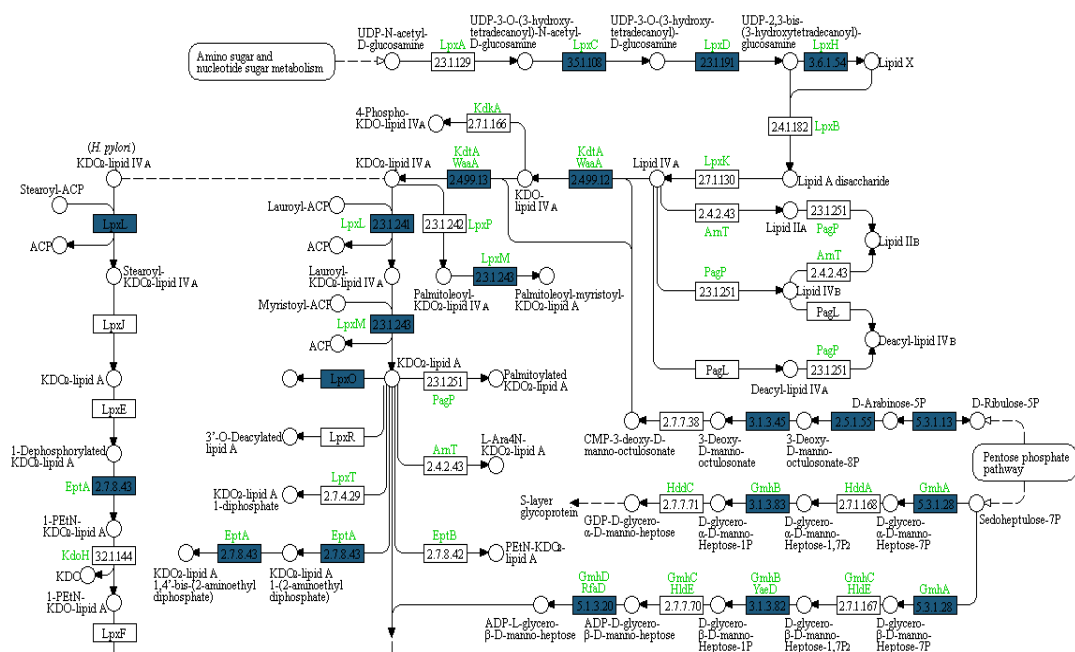 UDP-N-acetyl-
D-glucosamine
LpxA
2.3.1.129
UDP-3-O-(3-hydroxy-
tetradecanoyl)-N-acetyl-
D-glucosamine
LpxC
3.5.1.108
UDP-3-O-(3-hydroxy-
tetradecanoyl)-
D-glucosamine
LpxD
2.3.1.191
UDP-2,3-bis-
(3-hydroxytetradecanoyl)-
glucosamine
LpxH
3.6.1.54
Lipid X
Amino sugar and
nucleotide sugar metabolism
4-Phospho-
KDO-lipid IVA
KdkA
2.7.1.166
2.4.1.182
LpxB
(H. pylori)
KDO2-lipid IVA
KDO2-lipid IVA
KdtA
WaaA
2.4.99.13
KDO-
lipid IVA
KdtA
WaaA
2.4.99.12
Lipid IVA
LpxK
2.7.1.130
Lipid A disaccharide
Stearoyl-ACP
LpxL
ACP
Lauroyl-ACP
LpxL
2.3.1.241
ACP
2.3.1.242
LpxP
2.4.2.43
ArnT
Lipid IIA
2.3.1.251
PagP
Lipid IIB
Stearoyl-
KDO2-lipid IVA
Lauroyl-
KDO2-lipid IVA
LpxM
2.3.1.243
Palmitoleoyl-
KDO2-lipid IVA
Palmitoleoyl-myristoyl-
KDO2-lipid A
PagP
2.3.1.251
ArnT
2.4.2.43
Lipid IVB
PagL
Deacyl-lipid IVB
Myristoyl-ACP
LpxM
2.3.1.243
ACP
LpxJ
PagL
Deacyl-lipid IVA
PagP
2.3.1.251
KDO2-lipid A
KDO2-lipid A
LpxO
2.3.1.251
PagP
Palmitoylated
KDO2-lipid A
LpxE
3'-O-Deacylated
lipid A
LpxR
ArnT
2.4.2.43
L-Ara4N-
KDO2-lipid A
CMP-3-deoxy-D-
manno-octulosonate
2.7.7.38
3-Deoxy-
D-manno-
octulosonate
3.1.3.45
3-Deoxy-
D-manno-
octulosonate-8P
2.5.1.55
D-Arabinose-5P
5.3.1.13
D-Ribulose-5P
Pentose phosphate
pathway
1-Dephosphorylated
KDO2-lipid A
EptA
2.7.8.43
KDO2-lipid A
1-diphosphate
LpxT
2.7.4.29
S-layer
glycoprotein
HddC
2.7.7.71
GDP-D-glycero-
α-D-manno-heptose
GmhB
3.1.3.83
D-glycero-
α-D-manno-
Heptose-1P
HddA
2.7.1.168
D-glycero-
α-D-manno-
Heptose-1,7P2
GmhA
5.3.1.28
D-glycero-
α-D-manno-
Heptose-7P
Sedoheptulose-7P
1-PEtN-
KDO2-lipid A
EptA
2.7.8.43
KDO2-lipid A
1,4'-bis-(2-aminoethyl
diphosphate)
EptA
2.7.8.43
KDO2-lipid A
1-(2-aminoethyl
diphosphate)
EptB
2.7.8.42
PEtN-KDO2-
lipid A
KdoH
3.2.1.144
KDO
1-PEtN-
KDO-lipid A
LpxF
GmhD
RfaD
5.1.3.20
ADP-L-glycero-
β-D-manno-heptose
GmhC
HldE
2.7.7.70
ADP-D-glycero-
β-D-manno-heptose
GmhB
YaeD
3.1.3.82
D-glycero-
β-D-manno-
Heptose-1P
GmhC
HldE
2.7.1.167
D-glycero-
β-D-manno-
Heptose-1,7P2
GmhA
5.3.1.28
D-glycero-
β-D-manno-
Heptose-7P